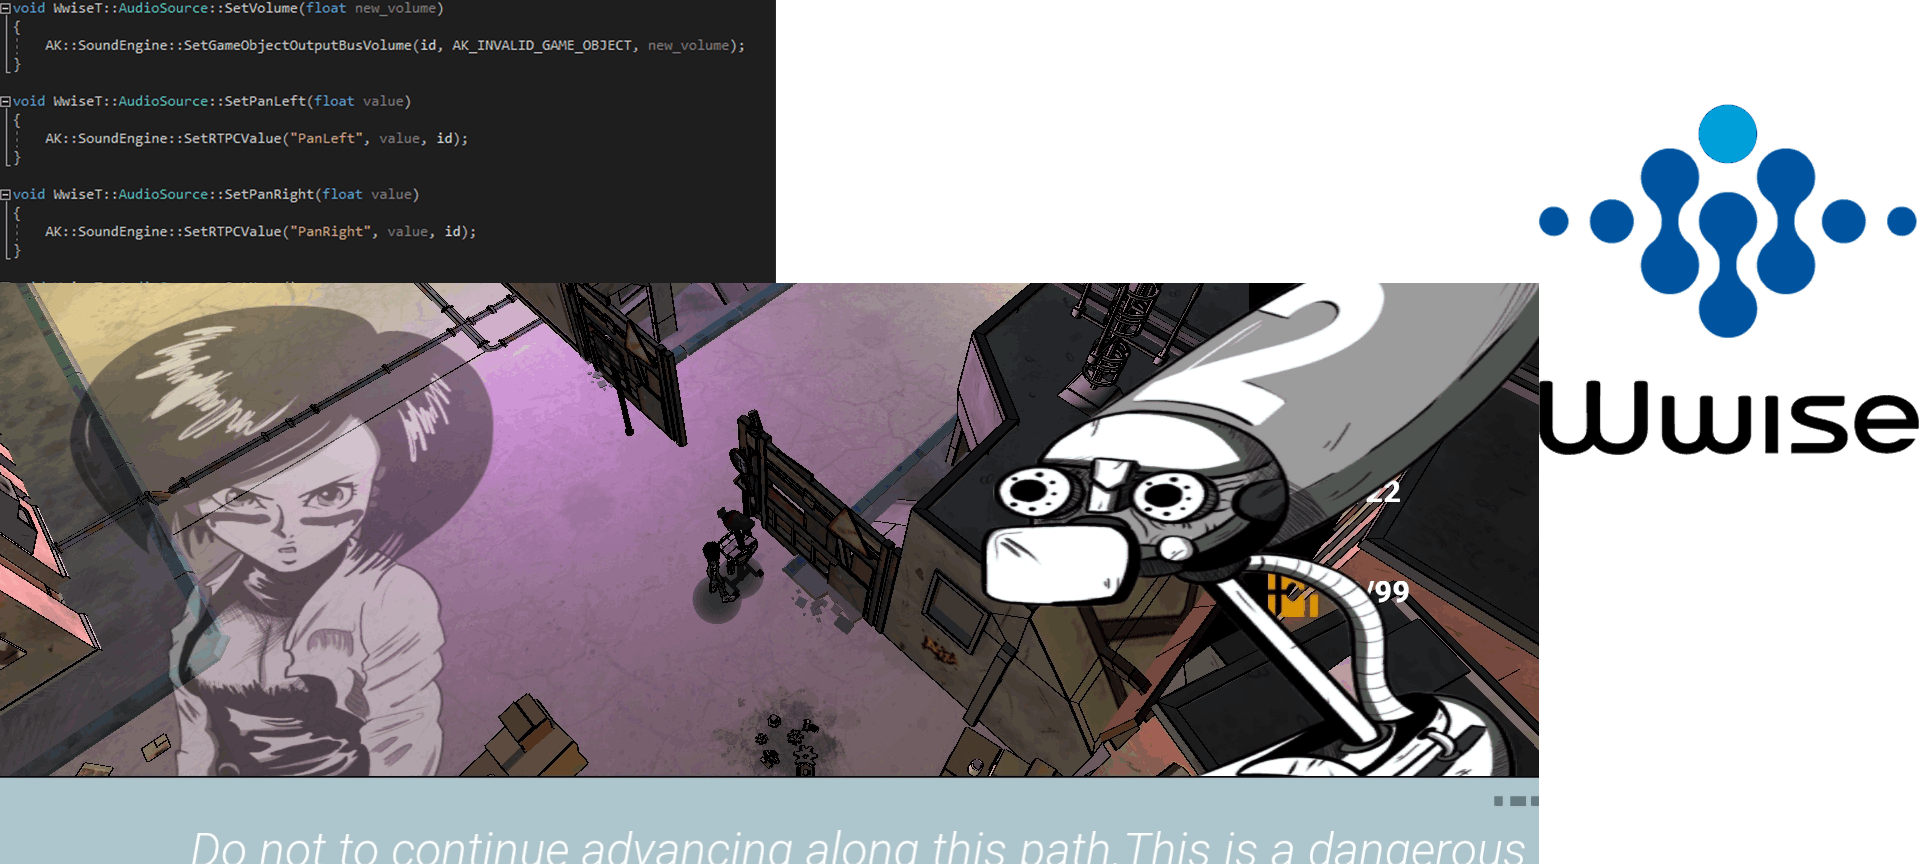 void WwiseT::AudioSource::SetVolume(float new_volume)
{
AK::SoundEngine::SetGameObjectOutputBusVolume(id, AK_INVALID_GAME_OBJECT, new_volume);
}
void WwiseT::AudioSource::SetPanLeft(float value)
{
AK::SoundEngine::SetRTPCValue("PanLeft", value, id);
}
void WwiseT::AudioSource::SetPanRight(float value)
{
AK::SoundEngine::SetRTPCValue("PanRight", value, id);
}
Wwise
2
22
/99
Do not to continue advancing along this path.This is a dangerous